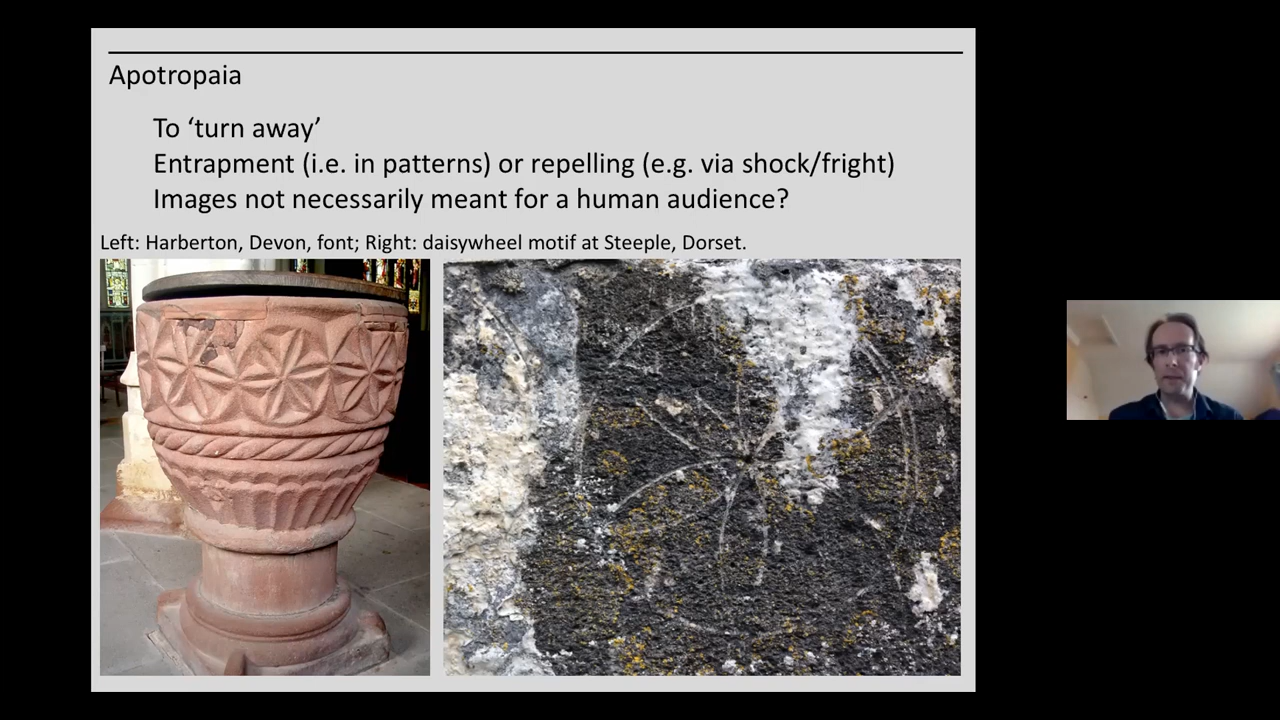 Apotropaia
To ‘turn away’
Entrapment (i.e. in patterns) or repelling (e.g. via shock/fright)
Images not necessarily meant for a human audience?
Left: Harberton, Devon, font; Right: daisywheel motif at Steeple, Dorset.